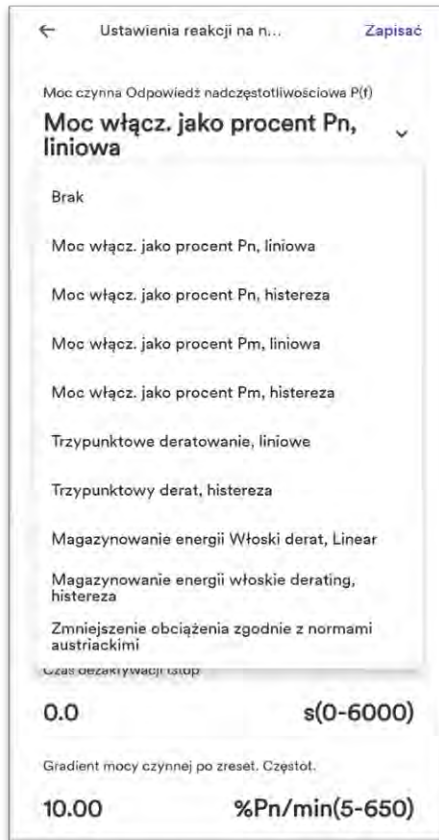 ← Ustawienia reakcji na n... Zapisać
Moc czynna Odpowiedź nadczęstotliwościowa P(f)
Moc włącz. jako procent Pn,
liniowa
Brak
Moc włącz. jako procent Pn, liniowa
Moc włącz. jako procent Pn, histereza
Moc włącz. jako procent Pm, liniowa
Moc włącz. jako procent Pm, histereza
Trzypunktowe deratowanie, liniowe
Trzypunktowy derat, histereza
Magazynowanie energii Włoski derat, Linear
Magazynowanie energii włoskie derating,
histereza
Zmniejszenie obciążenia zgodnie z normami
austriackimi
Czas dezaktywacji tstop
0.0 s(0-6000)
Gradient mocy czynnej po zreset. Częstot.
10.00 %Pn/min(5-650)